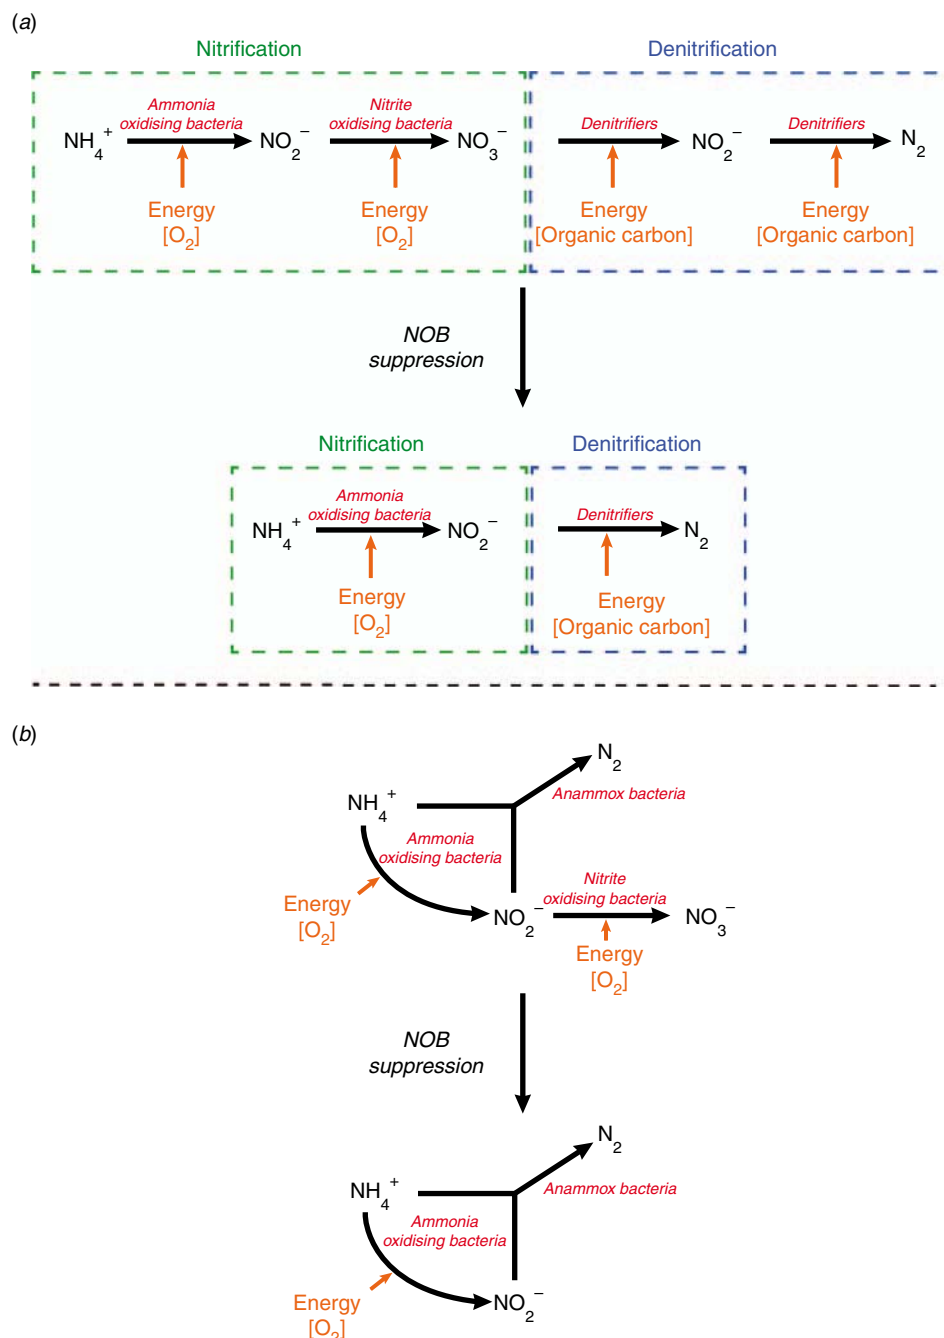 (a)
Nitrification
Denitrification
Ammonia
oxidising bacteria
Nitrite
oxidising bacteria
Denitrifiers
Denitrifiers
NH₄⁺
NO₂⁻
NO₃⁻
NO₂⁻
N₂
Energy
[O₂]
Energy
[O₂]
Energy
[Organic carbon]
Energy
[Organic carbon]
NOB
suppression
Nitrification
Denitrification
Ammonia
oxidising bacteria
Denitrifiers
NH₄⁺
NO₂⁻
N₂
Energy
[O₂]
Energy
[Organic carbon]
(b)
N₂
Anammox bacteria
NH₄⁺
Ammonia
oxidising bacteria
Nitrite
oxidising bacteria
Energy
[O₂]
NO₂⁻
NO₃⁻
Energy
[O₂]
NOB
suppression
N₂
Anammox bacteria
NH₄⁺
Ammonia
oxidising bacteria
Energy
[O₂]
NO₂⁻